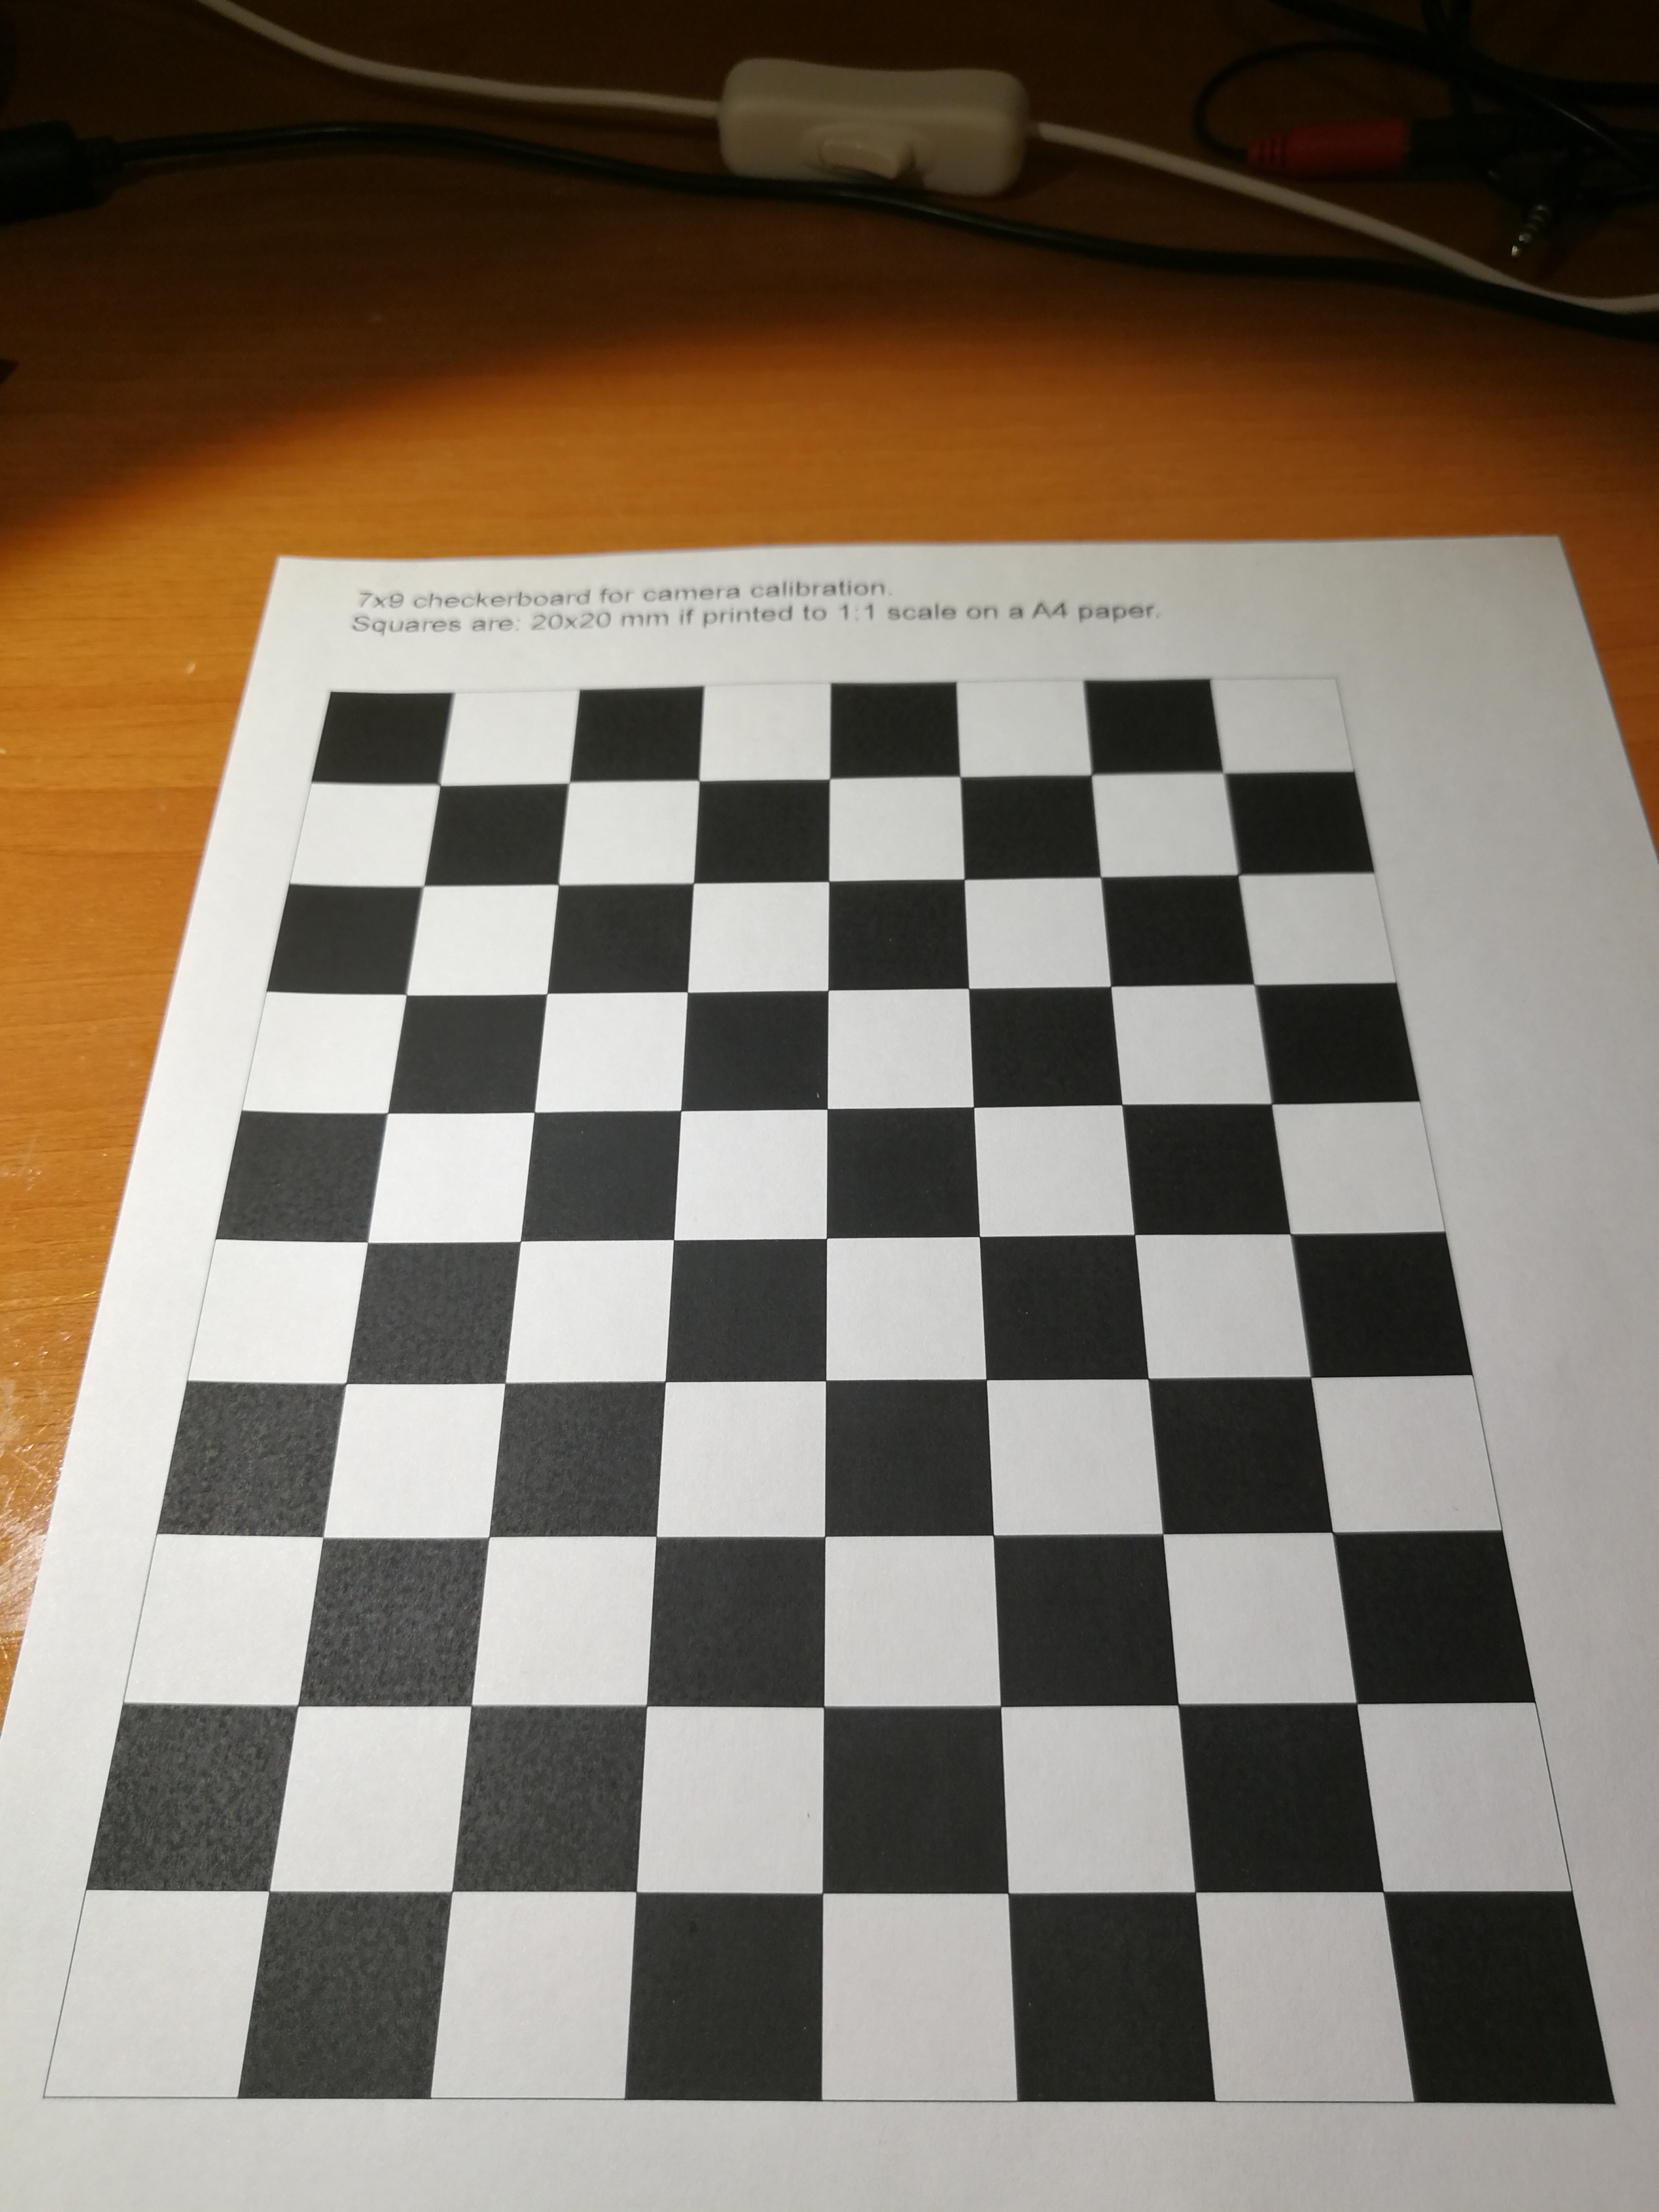 7x9 checkerboard for camera calibration.
Squares are: 20x20 mm if printed to 1:1 scale on a A4 paper.